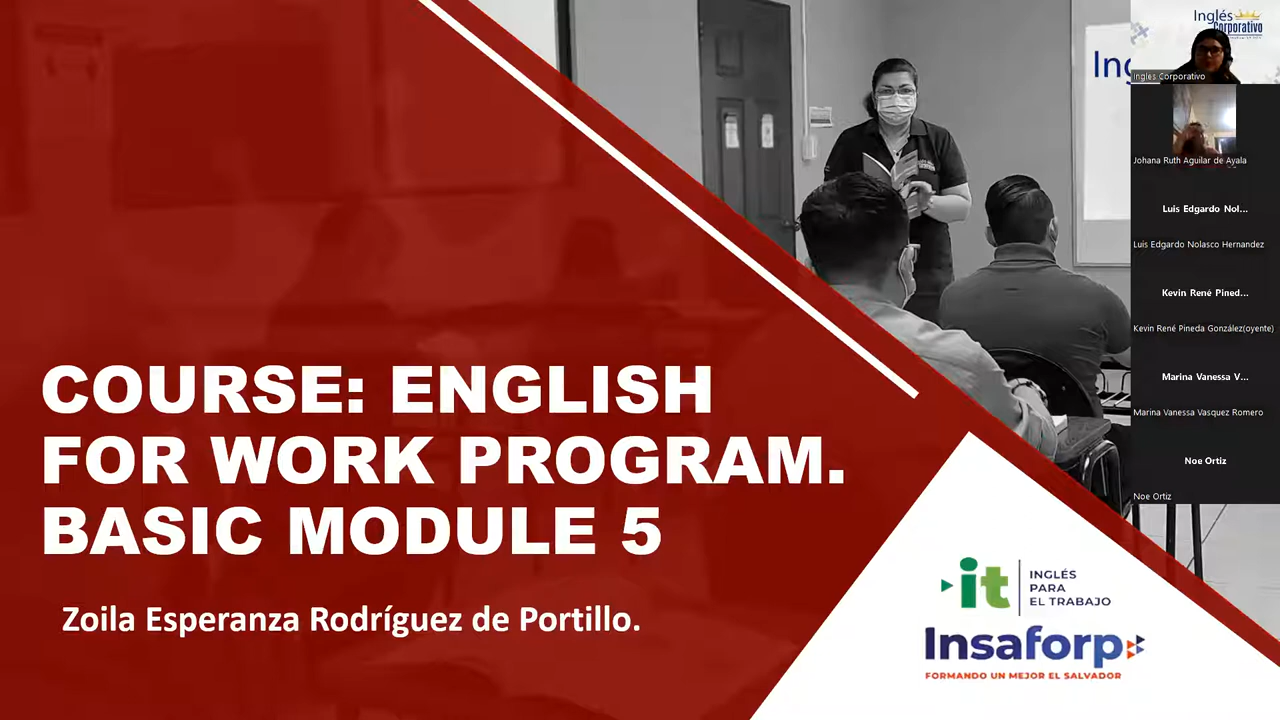 COURSE: ENGLISH
FOR WORK PROGRAM.
BASIC MODULE 5
Zoila Esperanza Rodríguez de Portillo.
it
INGLÉS
PARA
EL TRABAJO
Insaforp
FORMANDO UN MEJOR EL SALVADOR
Ing
Inglés
Corporativo
Ingles Corporativo
Johana Ruth Aguilar de Ayala
Luis Edgardo Nol...
Luis Edgardo Nolasco Hernandez
Kevin René Pined...
Kevin René Pineda González(oyente)
Marina Vanessa V...
Marina Vanessa Vasquez Romero
Noe Ortiz
Noe Ortiz